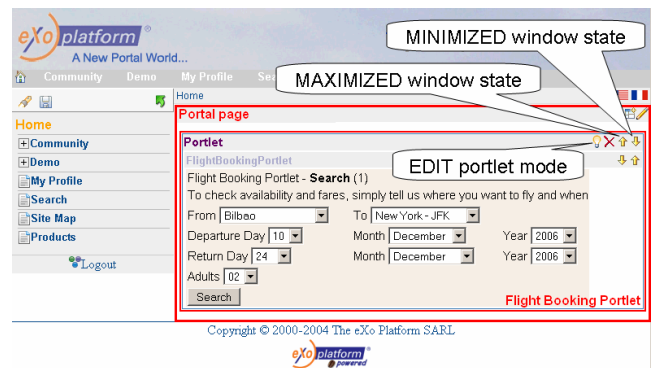 eXo platform ®
A New Portal World...
MINIMIZED window state
Community Demo My Profile
MAXIMIZED window state
Home
Portal page
Home
Community
Demo
My Profile
Search
Site Map
Products
Logout
Portlet
FlightBookingPortlet
EDIT portlet mode
Flight Booking Portlet - Search (1)
To check availability and fares, simply tell us where you want to fly and when
From Bilbao To New York - JFK
Departure Day 10 Month December Year 2006
Return Day 24 Month December Year 2006
Adults 02
Search
Flight Booking Portlet
Copyright © 2000-2004 The eXo Platform SARL
eXo platform
powered